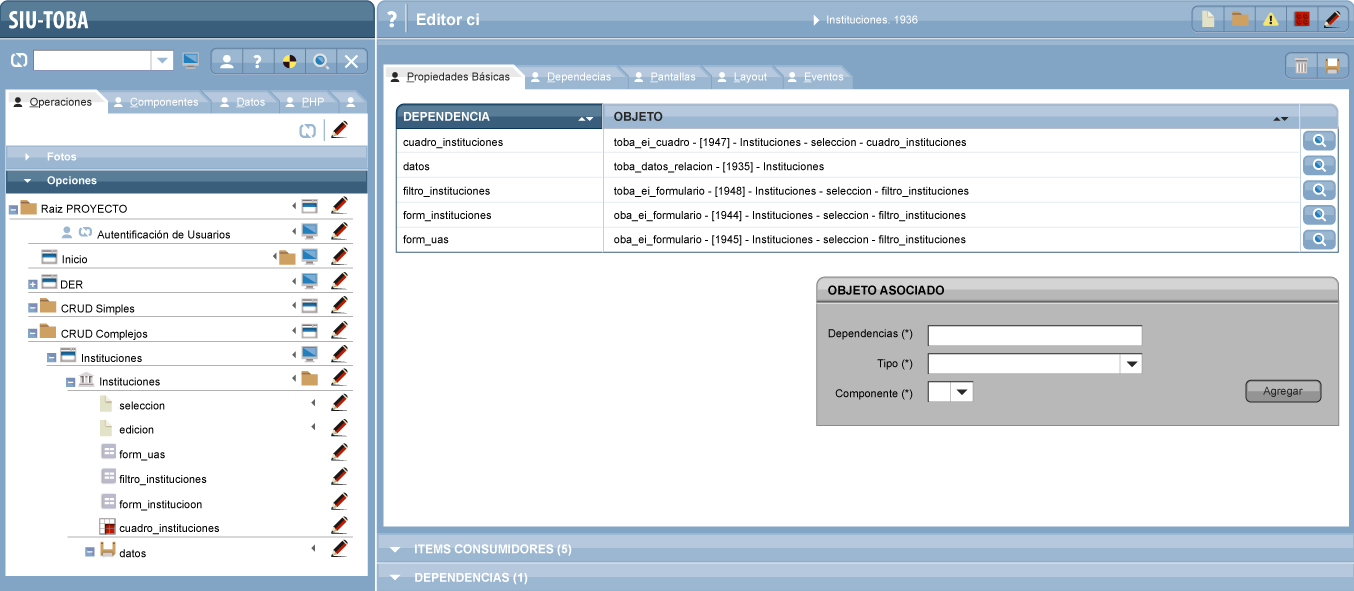 SIU-TOBA
? Editor ci
Instituciones. 1936
?
Operaciones Componentes Datos PHP
Propiedades Básicas Dependecias Pantallas Layout Eventos
Fotos
Opciones
Raiz PROYECTO
Autentificación de Usuarios
Inicio
DER
CRUD Simples
CRUD Complejos
Instituciones
Instituciones
seleccion
edicion
form_uas
filtro_instituciones
form_institucioon
cuadro_instituciones
datos
DEPENDENCIA OBJETO
cuadro_instituciones toba_ei_cuadro - [1947] - Instituciones - seleccion - cuadro_instituciones
datos toba_datos_relacion - [1935] - Instituciones
filtro_instituciones toba_ei_formulario - [1948] - Instituciones - seleccion - filtro_instituciones
form_instituciones oba_ei_formulario - [1944] - Instituciones - seleccion - filtro_instituciones
form_uas oba_ei_formulario - [1945] - Instituciones - seleccion - filtro_instituciones
OBJETO ASOCIADO
Dependencias (*)
Tipo (*)
Componente (*)
Agregar
ITEMS CONSUMIDORES (5)
DEPENDENCIAS (1)